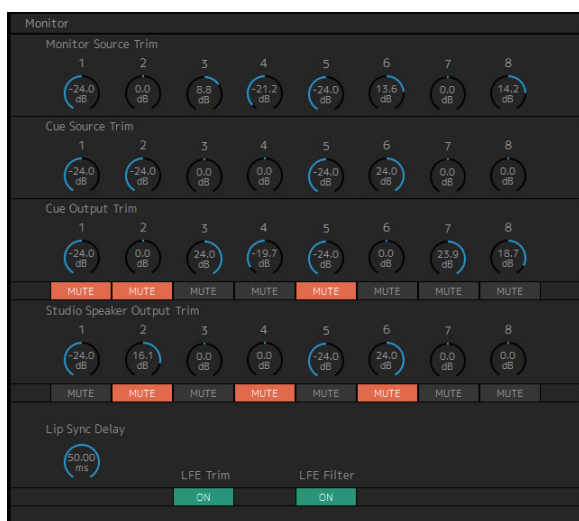 Monitor
Monitor Source Trim
1 2 3 4 5 6 7 8
-24.0 dB 0.0 dB 8.8 dB -21.2 dB -24.0 dB 13.6 dB 0.0 dB 14.2 dB
Cue Source Trim
1 2 3 4 5 6 7 8
-24.0 dB -24.0 dB 0.0 dB 0.0 dB -24.0 dB 24.0 dB 0.0 dB 0.0 dB
Cue Output Trim
1 2 3 4 5 6 7 8
-24.0 dB 0.0 dB 24.0 dB -19.7 dB -24.0 dB 0.0 dB 23.9 dB 18.7 dB
MUTE MUTE MUTE MUTE MUTE MUTE MUTE MUTE
Studio Speaker Output Trim
1 2 3 4 5 6 7 8
-24.0 dB 16.1 dB 0.0 dB 0.0 dB -24.0 dB 24.0 dB 0.0 dB 0.0 dB
MUTE MUTE MUTE MUTE MUTE MUTE MUTE MUTE
Lip Sync Delay
50.00 ms
LFE Trim LFE Filter
ON ON